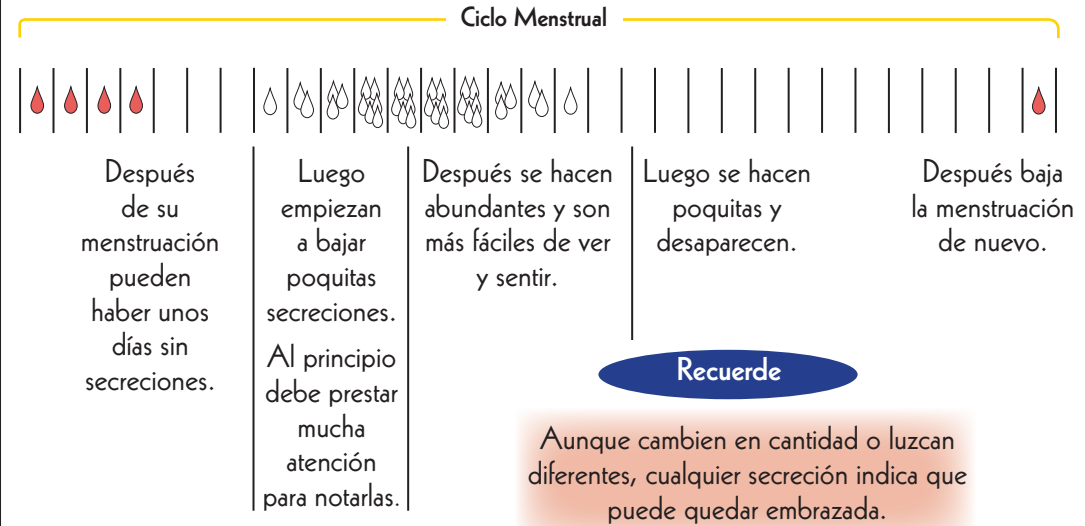 Ciclo Menstrual
Después
de su
menstruación
pueden
haber unos
días sin
secreciones.
Luego
empiezan
a bajar
poquitas
secreciones.
Al principio
debe prestar
mucha
atención
para notarlas.
Después se hacen
abundantes y son
más fáciles de ver
y sentir.
Luego se hacen
poquitas y
desaparecen.
Después baja
la menstruación
de nuevo.
Recuerde
Aunque cambien en cantidad o luzcan
diferentes, cualquier secreción indica que
puede quedar embrazada.